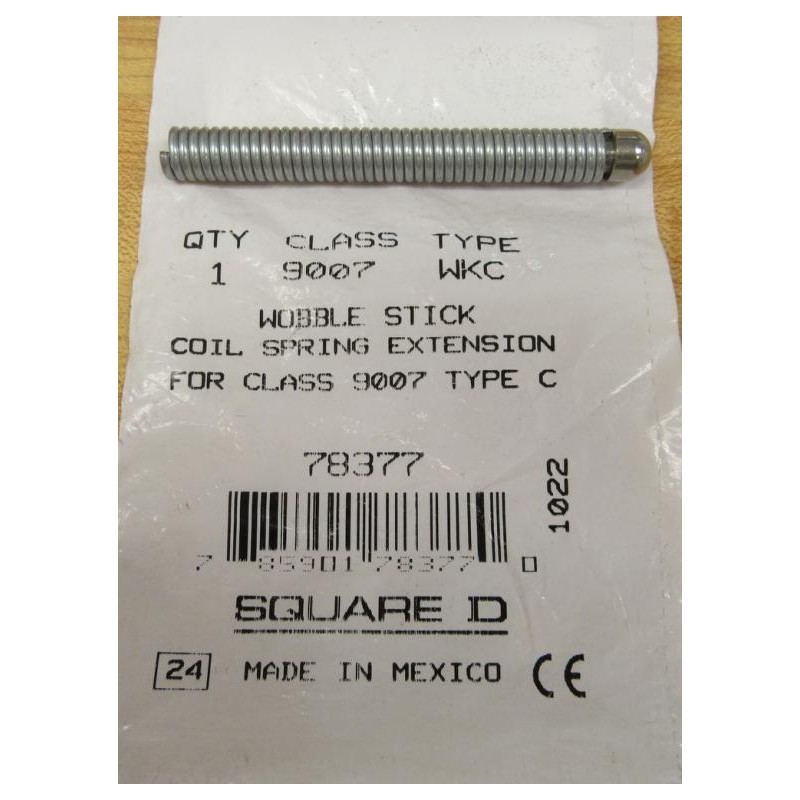 QTY CLASS TYPE
1 9007 WKC
WOBBLE STICK
COIL SPRING EXTENSION
FOR CLASS 9007 TYPE C
78377
1022
7 85901 78377 0
SQUARE D
24 MADE IN MEXICO CE